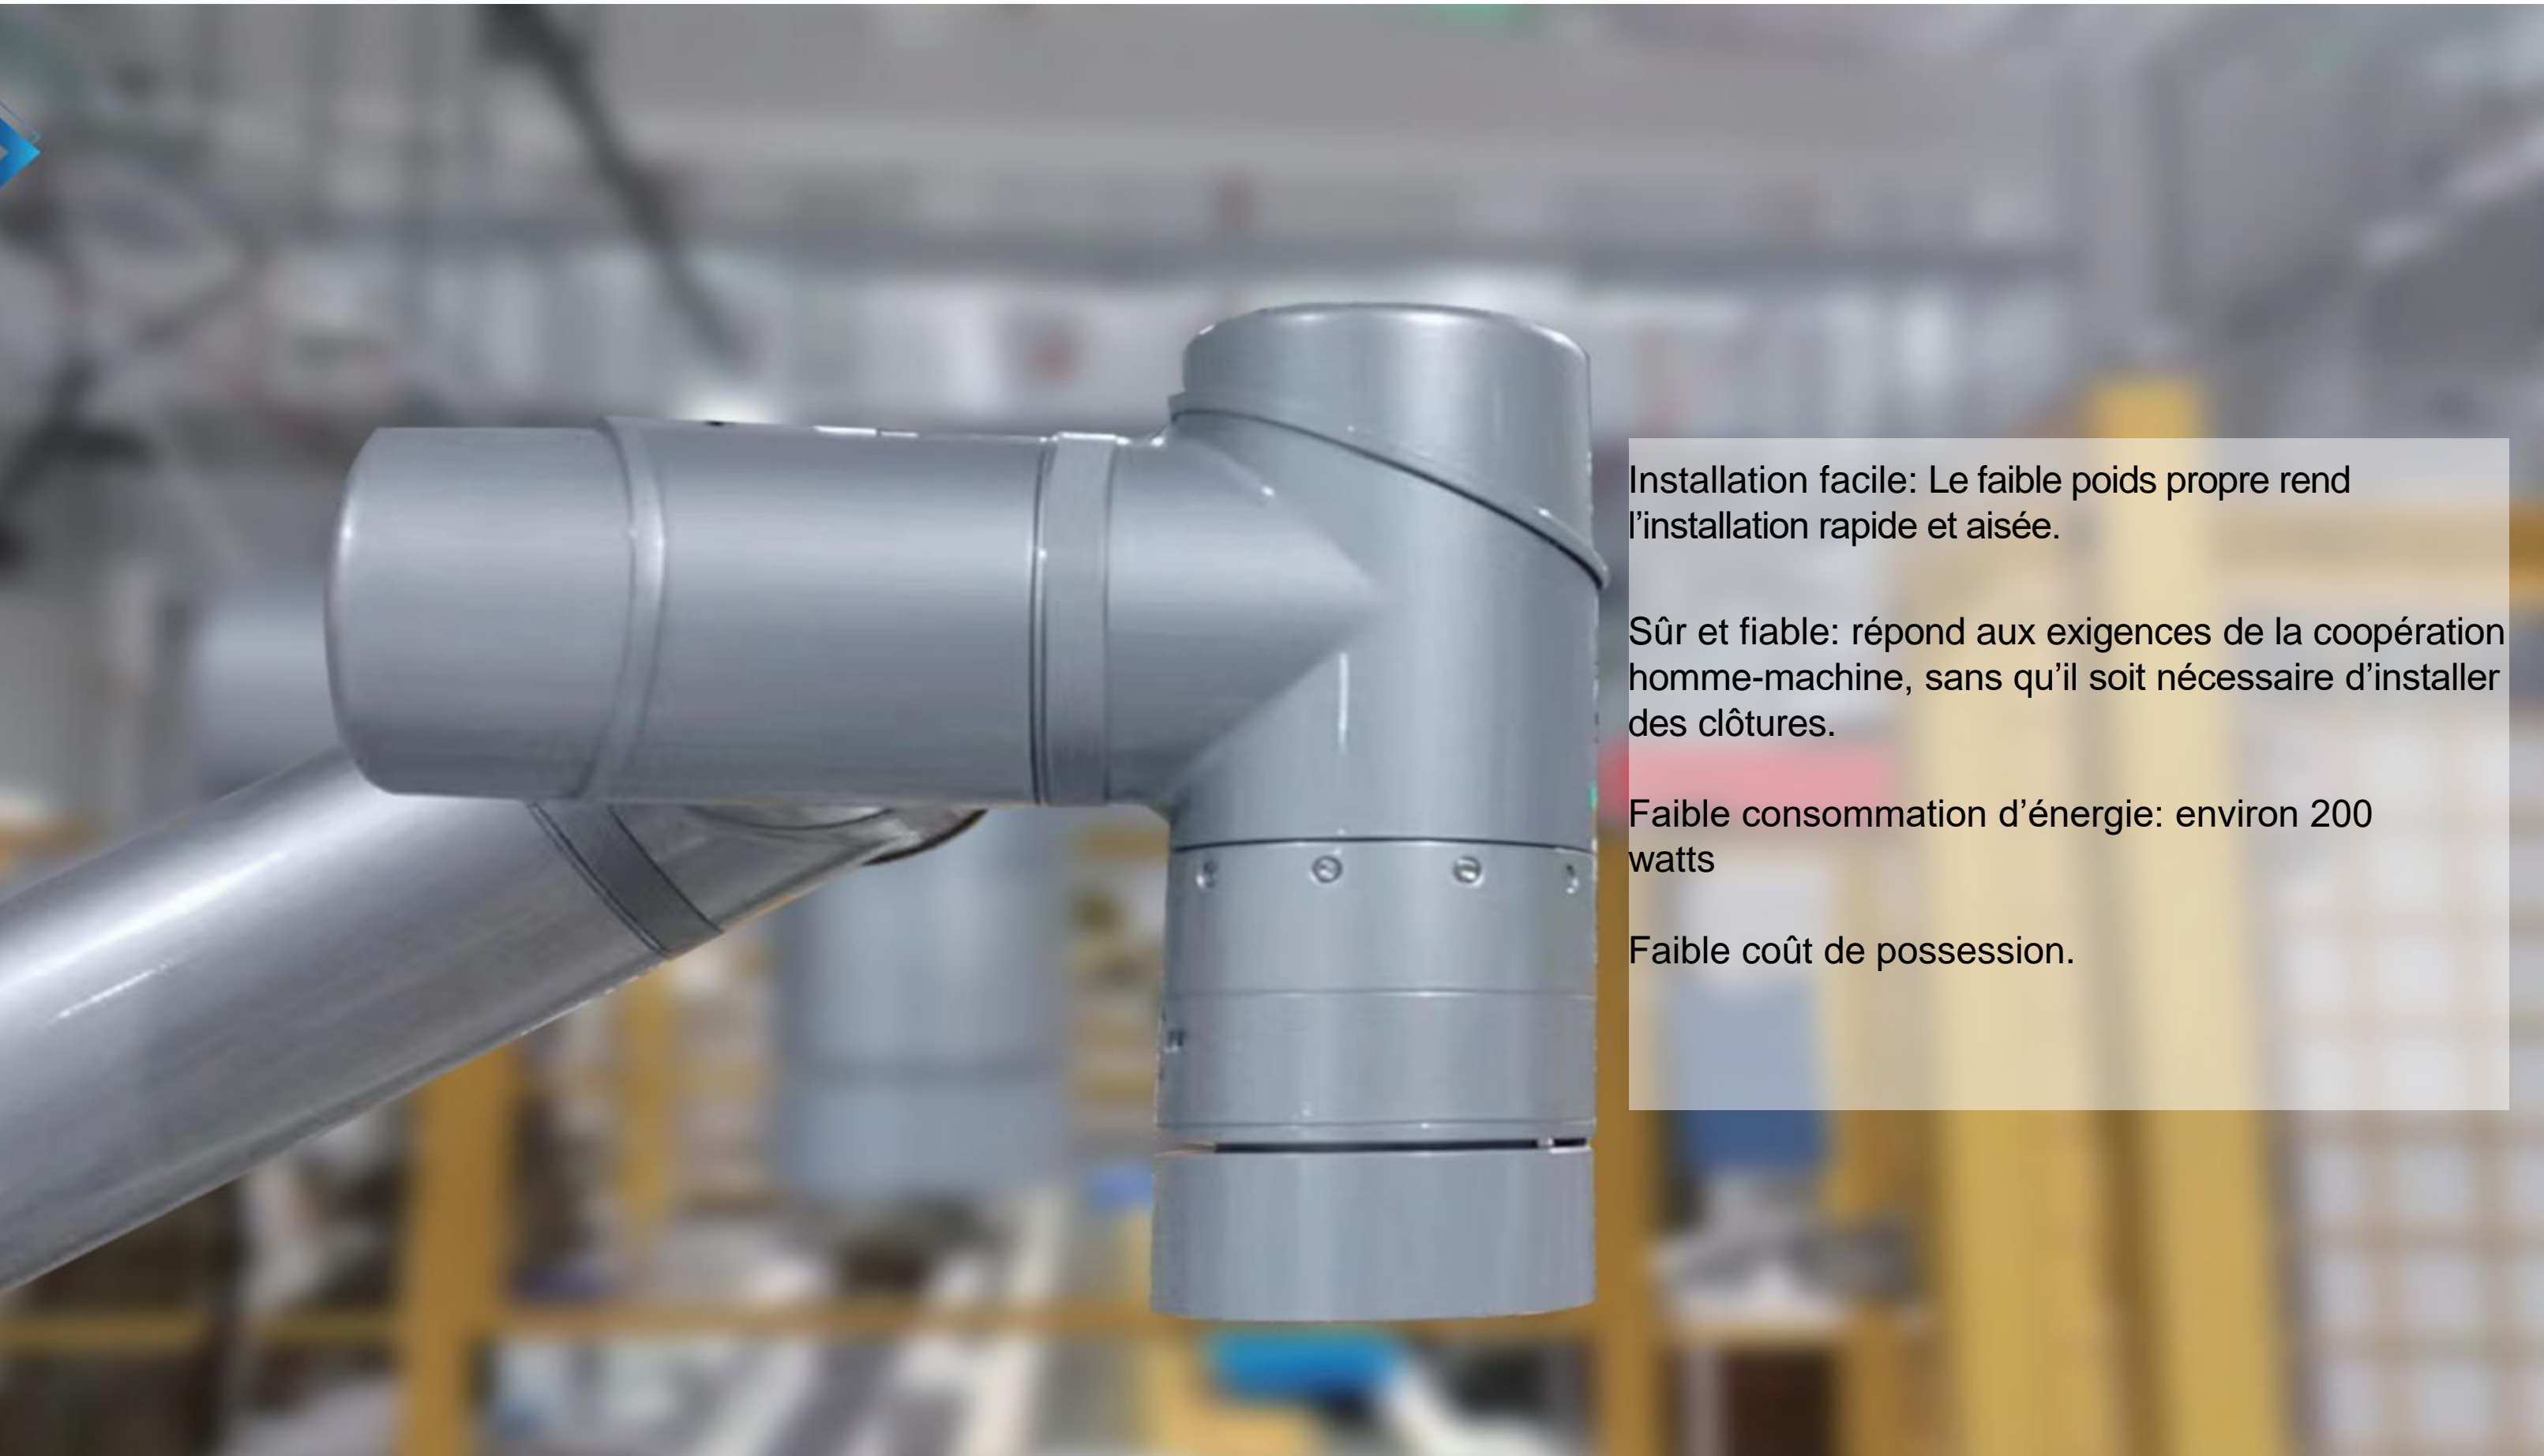 Installation facile: Le faible poids propre rend
l’installation rapide et aisée.
Sûr et fiable: répond aux exigences de la coopération
homme-machine, sans qu’il soit nécessaire d’installer
des clôtures.
Faible consommation d’énergie: environ 200
watts
Faible coût de possession.